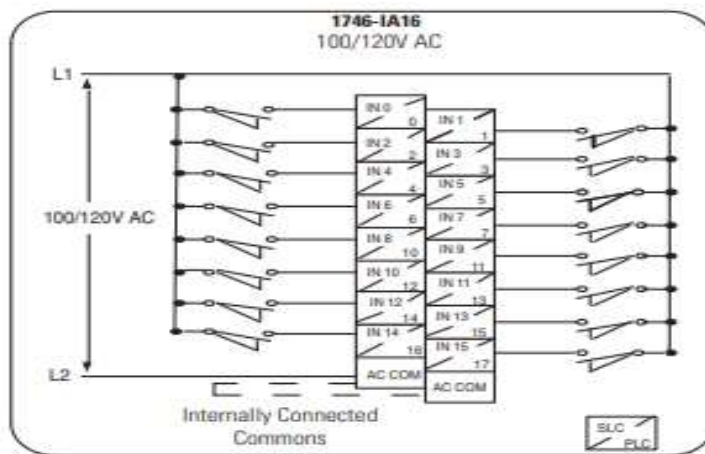 1746-IA16
100/120V AC
L1
IN 0
0
IN 1
1
IN 2
2
IN 3
3
IN 4
4
IN 5
5
IN 6
6
IN 7
7
100/120V AC
IN 8
10
IN 9
11
IN 10
12
IN 11
13
IN 12
14
IN 13
15
IN 14
16
IN 15
17
L2
AC COM
AC COM
Internally Connected
Commons
SLC
PLC